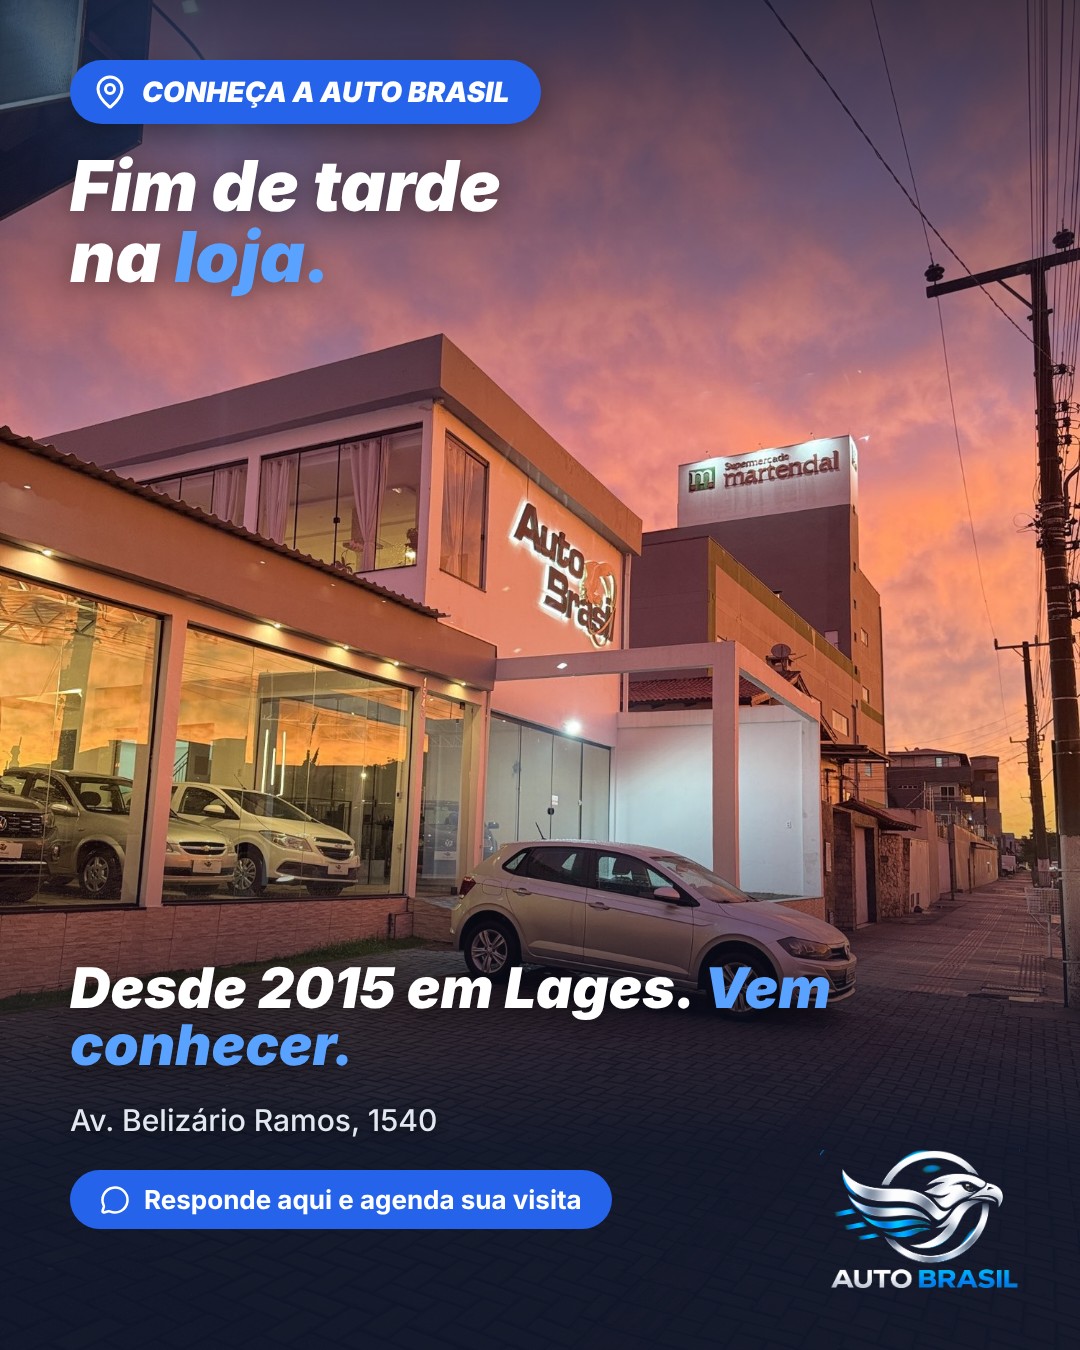 CONHEÇA A AUTO BRASIL
Fim de tarde
na loja.
Supermercado
martendal
Auto
Brasil
Desde 2015 em Lages. Vem
conhecer.
Av. Belizário Ramos, 1540
Responde aqui e agenda sua visita
AUTO BRASIL